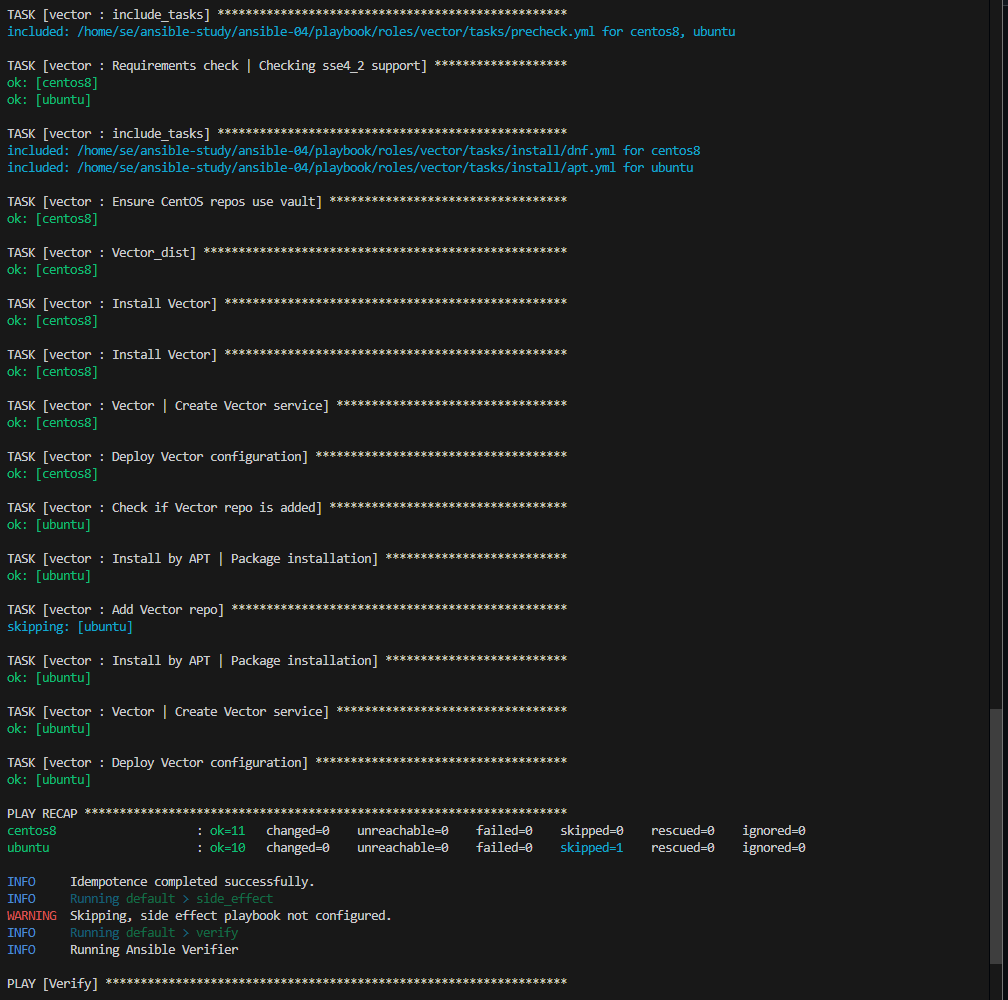 TASK [vector : include_tasks] **************************************************
included: /home/se/ansible-study/ansible-04/playbook/roles/vector/tasks/precheck.yml for centos8, ubuntu
TASK [vector : Requirements check | Checking sse4_2 support] *******************
ok: [centos8]
ok: [ubuntu]
TASK [vector : include_tasks] **************************************************
included: /home/se/ansible-study/ansible-04/playbook/roles/vector/tasks/install/dnf.yml for centos8
included: /home/se/ansible-study/ansible-04/playbook/roles/vector/tasks/install/apt.yml for ubuntu
TASK [vector : Ensure CentOS repos use vault] **********************************
ok: [centos8]
TASK [vector : Vector_dist] ****************************************************
ok: [centos8]
TASK [vector : Install Vector] *************************************************
ok: [centos8]
TASK [vector : Install Vector] *************************************************
ok: [centos8]
TASK [vector : Vector | Create Vector service] *********************************
ok: [centos8]
TASK [vector : Deploy Vector configuration] ************************************
ok: [centos8]
TASK [vector : Check if Vector repo is added] **********************************
ok: [ubuntu]
TASK [vector : Install by APT | Package installation] **************************
ok: [ubuntu]
TASK [vector : Add Vector repo] ************************************************
skipping: [ubuntu]
TASK [vector : Install by APT | Package installation] **************************
ok: [ubuntu]
TASK [vector : Vector | Create Vector service] *********************************
ok: [ubuntu]
TASK [vector : Deploy Vector configuration] ************************************
ok: [ubuntu]
PLAY RECAP *********************************************************************
centos8                    : ok=11   changed=0    unreachable=0    failed=0    skipped=0    rescued=0    ignored=0
ubuntu                     : ok=10   changed=0    unreachable=0    failed=0    skipped=1    rescued=0    ignored=0
INFO     Idempotence completed successfully.
INFO     Running default > side_effect
WARNING  Skipping, side effect playbook not configured.
INFO     Running default > verify
INFO     Running Ansible Verifier
PLAY [Verify] ******************************************************************